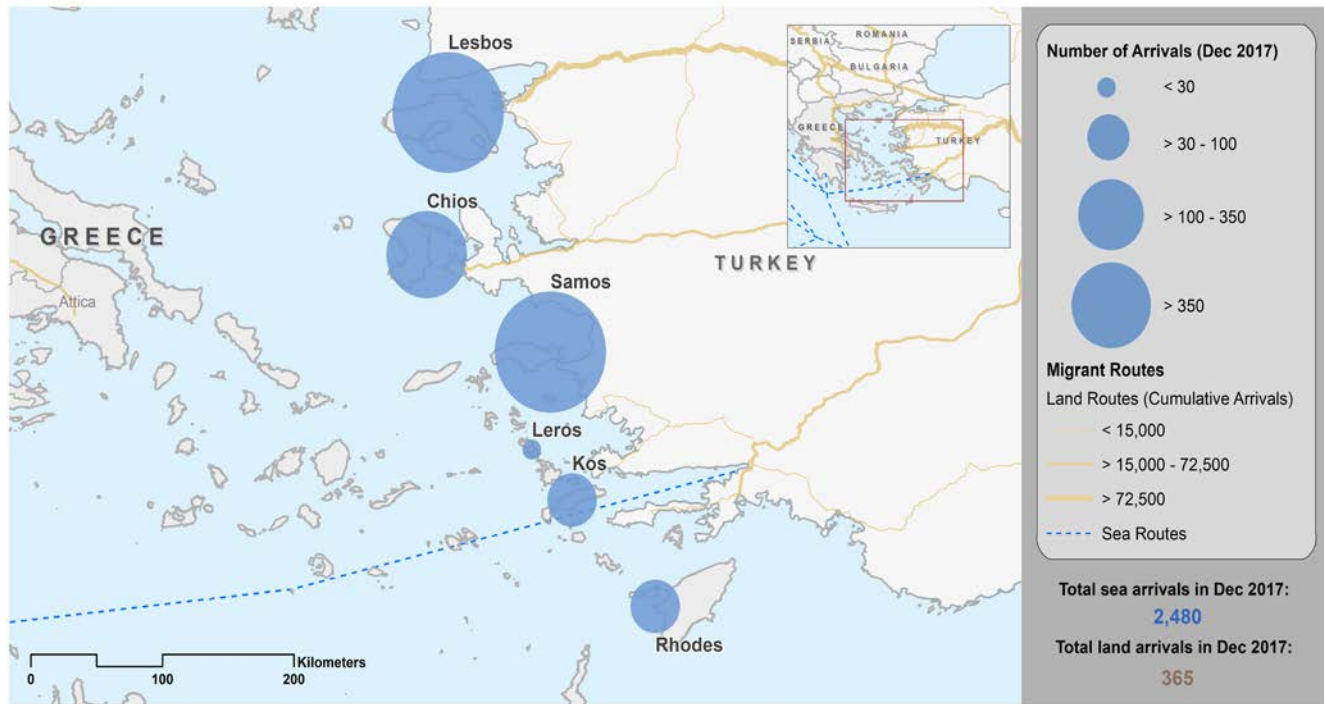 Lesbos
Chios
GREECE
Attica
Samos
TURKEY
Leros
Kos
Rhodes
Kilometers
0 100 200
SERBIA
ROMANIA
BULGARIA
GREECE
TURKEY
Number of Arrivals (Dec 2017)
< 30
> 30 - 100
> 100 - 350
> 350
Migrant Routes
Land Routes (Cumulative Arrivals)
< 15,000
> 15,000 - 72,500
> 72,500
Sea Routes
Total sea arrivals in Dec 2017:
2,480
Total land arrivals in Dec 2017:
365